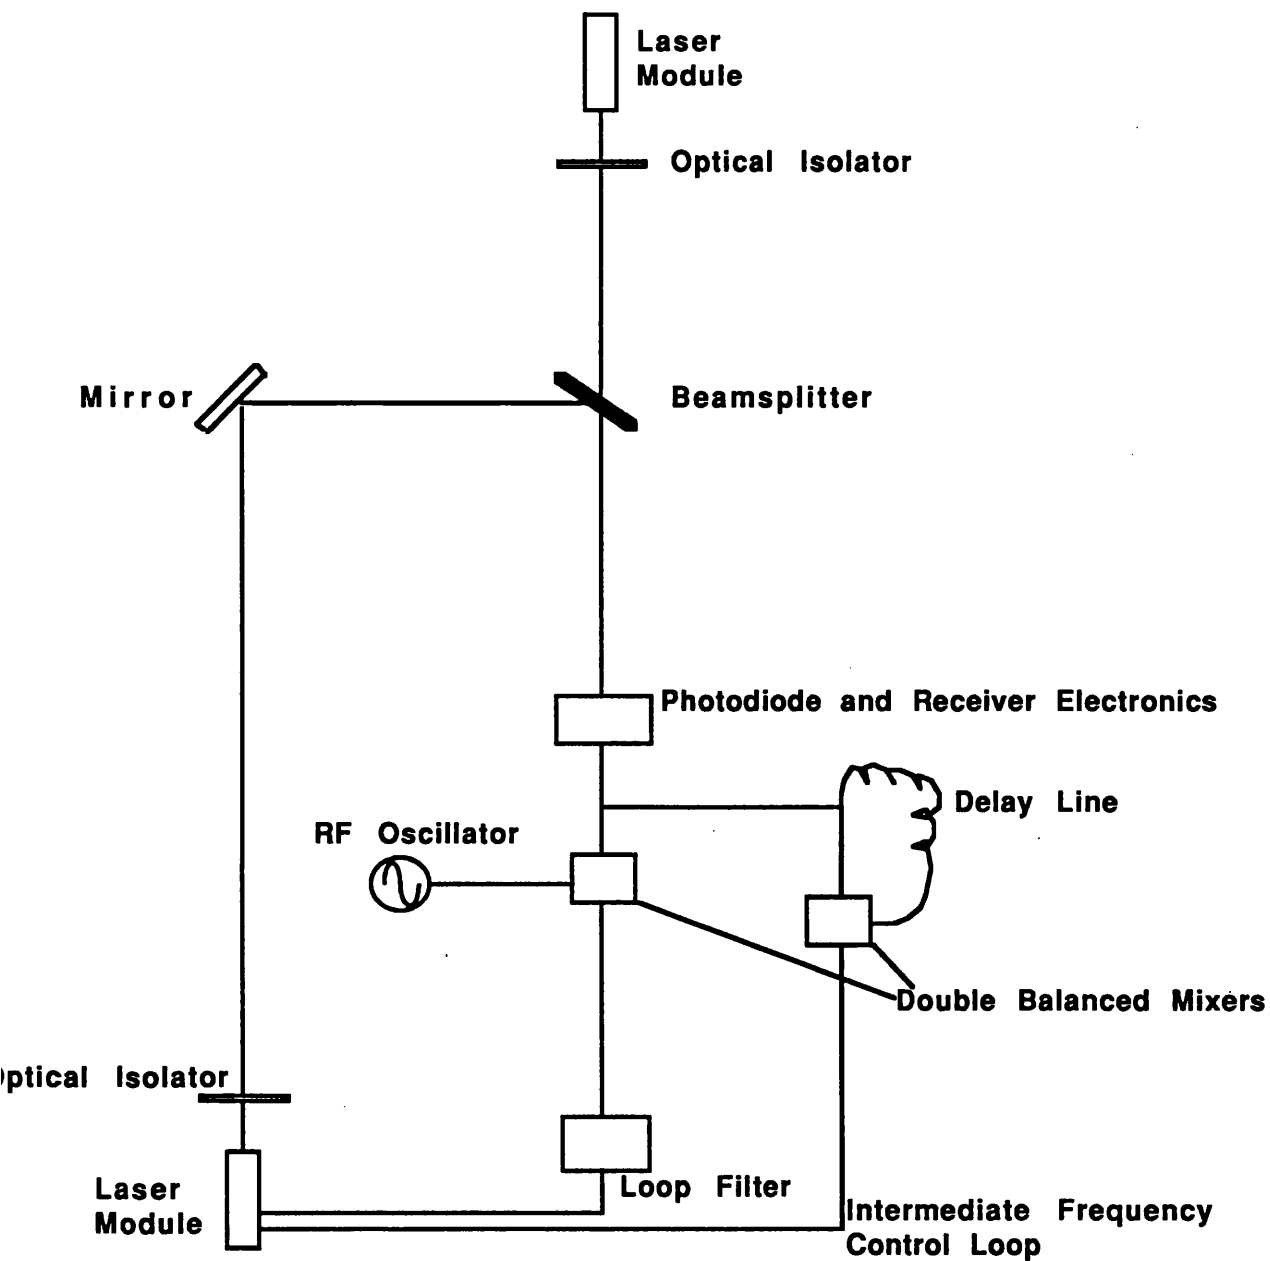 Laser
Module
Optical Isolator
Mirror
Beamsplitter
Photodiode and Receiver Electronics
Delay Line
RF Oscillator
Double Balanced Mixers
ptical Isolator
Loop Filter
Laser
Module
Intermediate Frequency
Control Loop